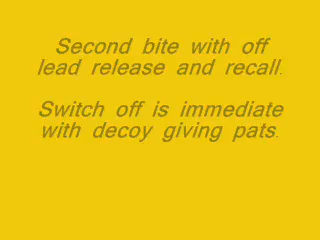 Second bite with off
lead release and recall.
Switch off is immediate
with decoy giving pats.